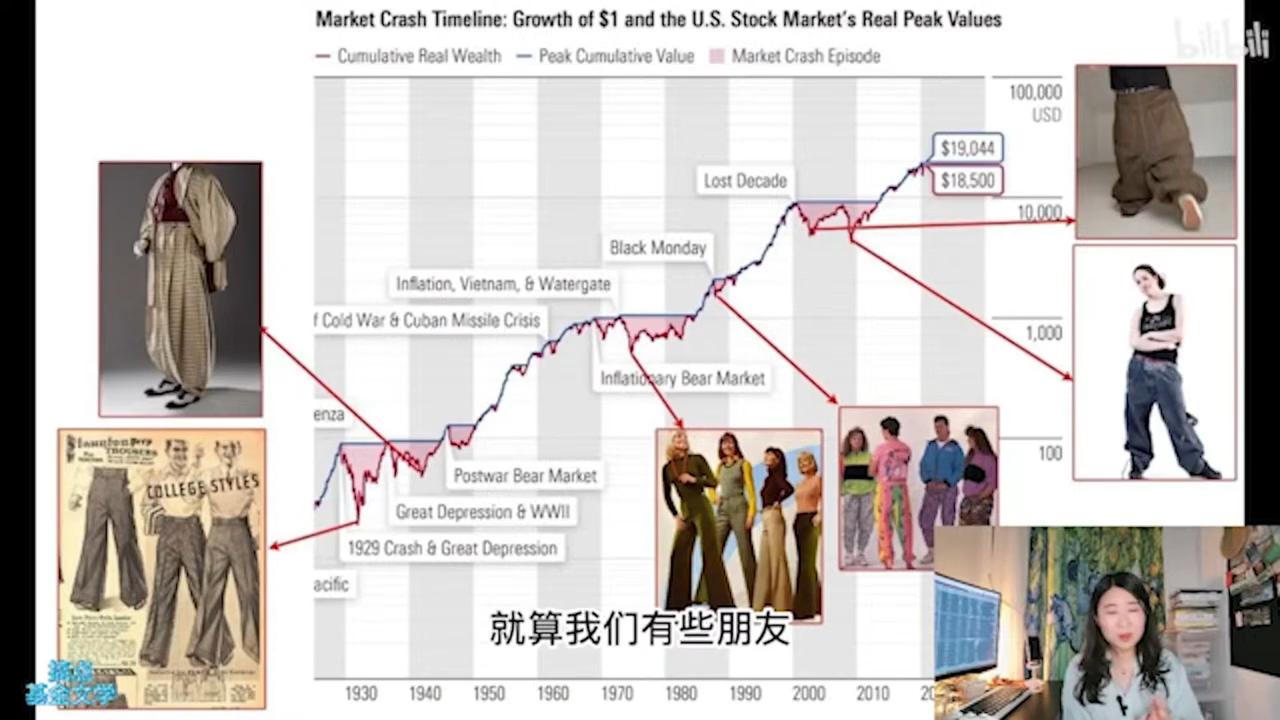 Market Crash Timeline: Growth of $1 and the U.S. Stock Market's Real Peak Values
Cumulative Real Wealth
Peak Cumulative Value
Market Crash Episode
bilibili
100,000
USD
$19,044
$18,500
Lost Decade
10,000
Black Monday
Inflation, Vietnam, & Watergate
f Cold War & Cuban Missile Crisis
1,000
Inflationary Bear Market
enza
100
Postwar Bear Market
Great Depression & WWII
1929 Crash & Great Depression
acific
TROUSERS
COLLEGE STYLES
就算我们有些朋友
基金文学
1930
1940
1950
1960
1970
1980
1990
2000
2010
20